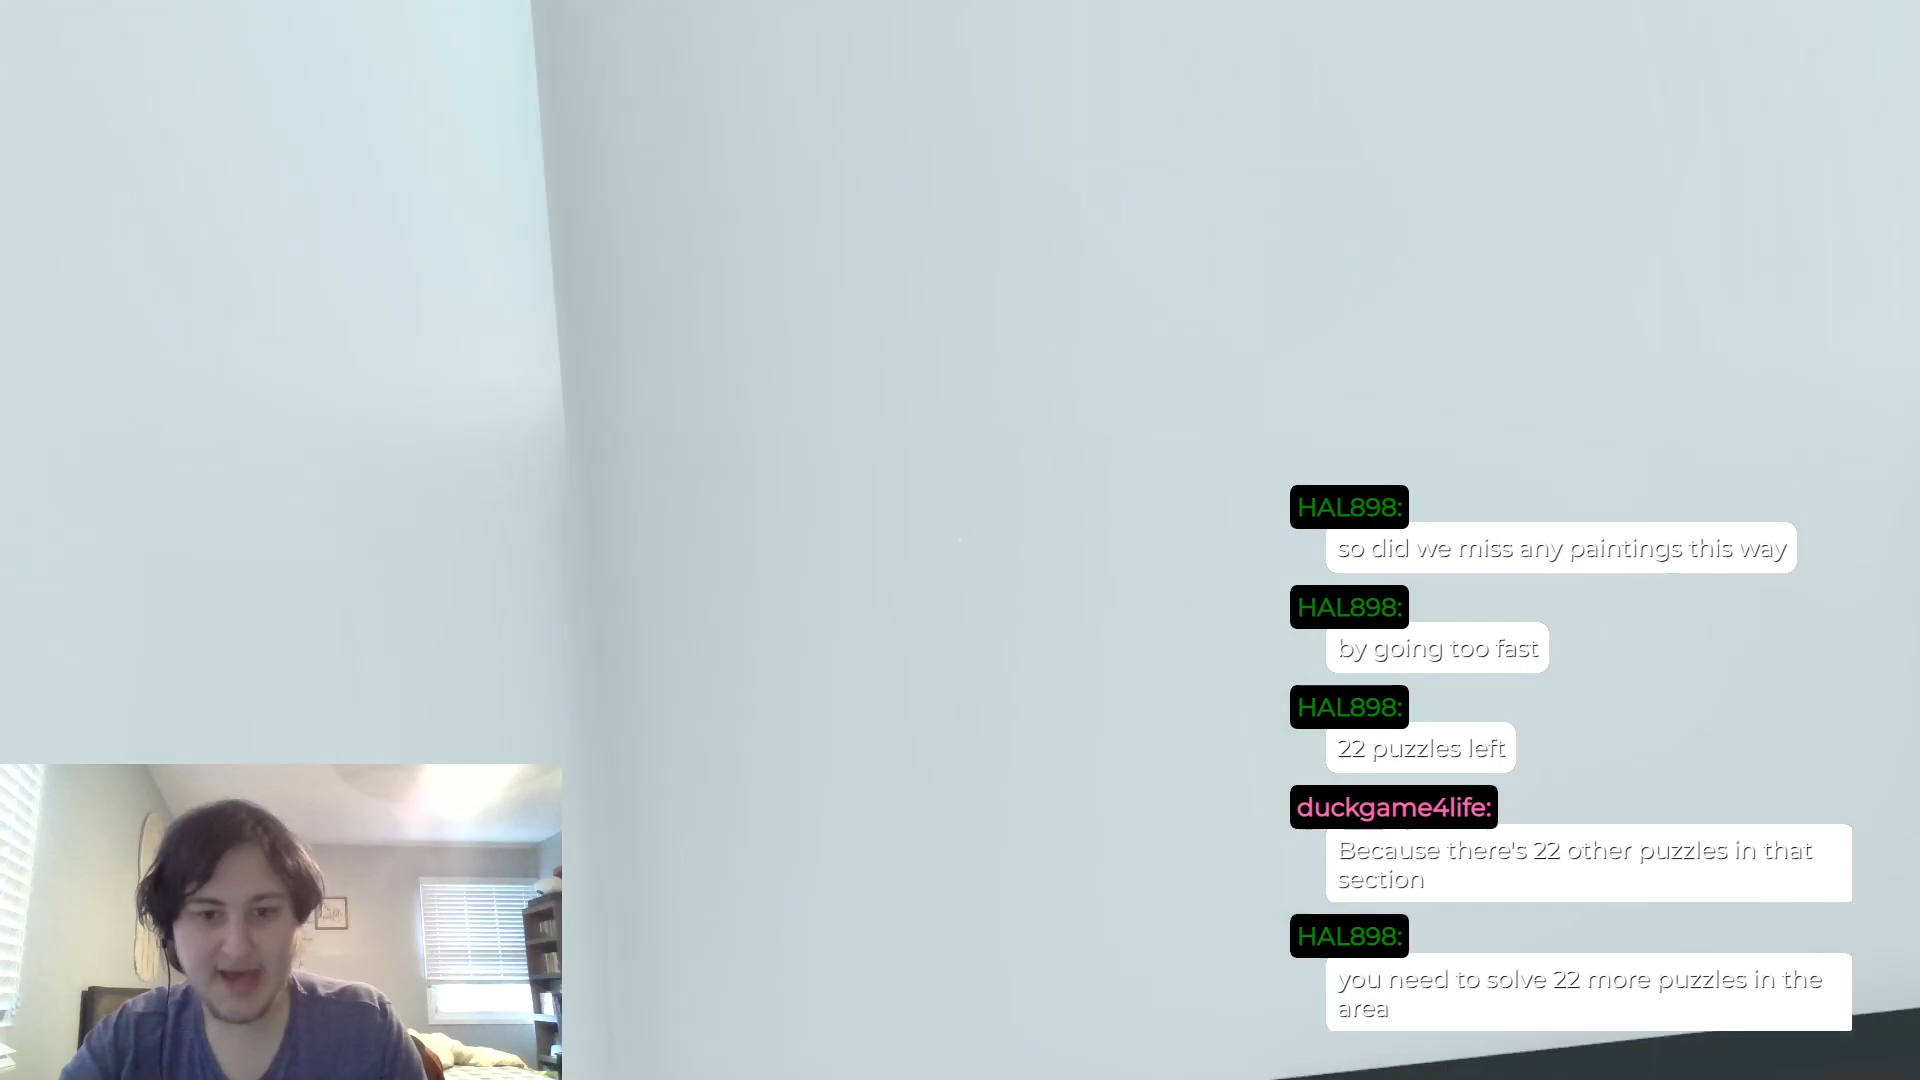 HAL898:
so did we miss any paintings this way
HAL898:
by going too fast
HAL898:
22 puzzles left
duckgame4life:
Because there's 22 other puzzles in that
section
HAL898:
you need to solve 22 more puzzles in the
area